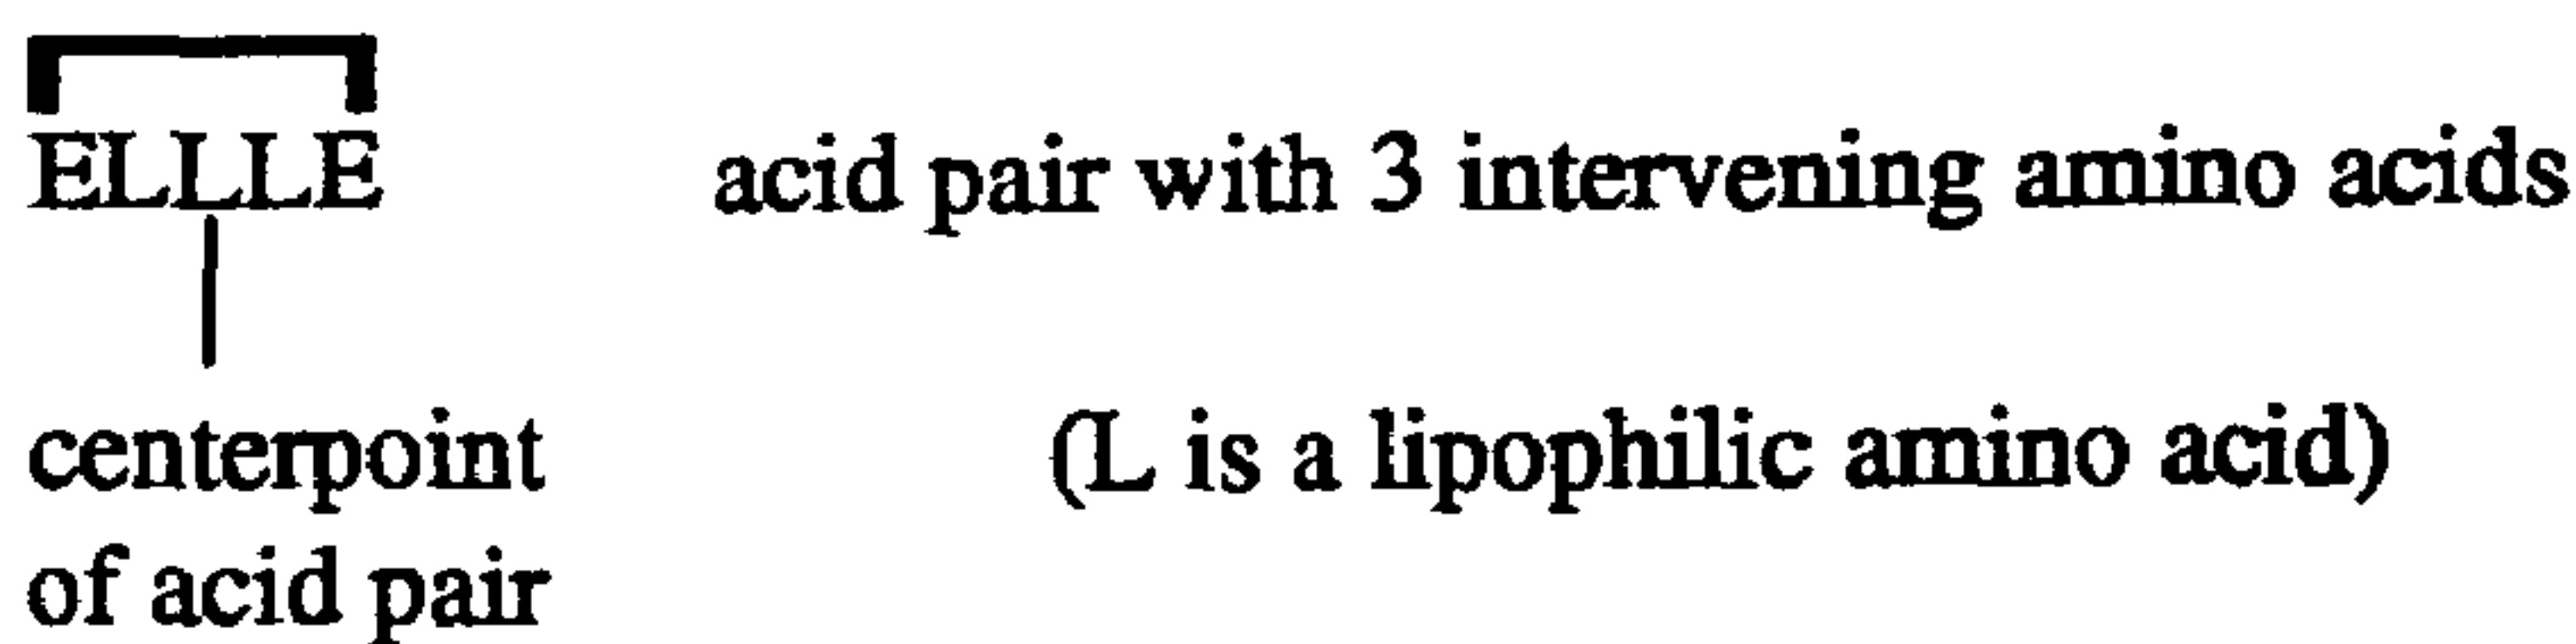 ELLLE acid pair with 3 intervening amino acids
centerpoint (L is a lipophilic amino acid)
of acid pair